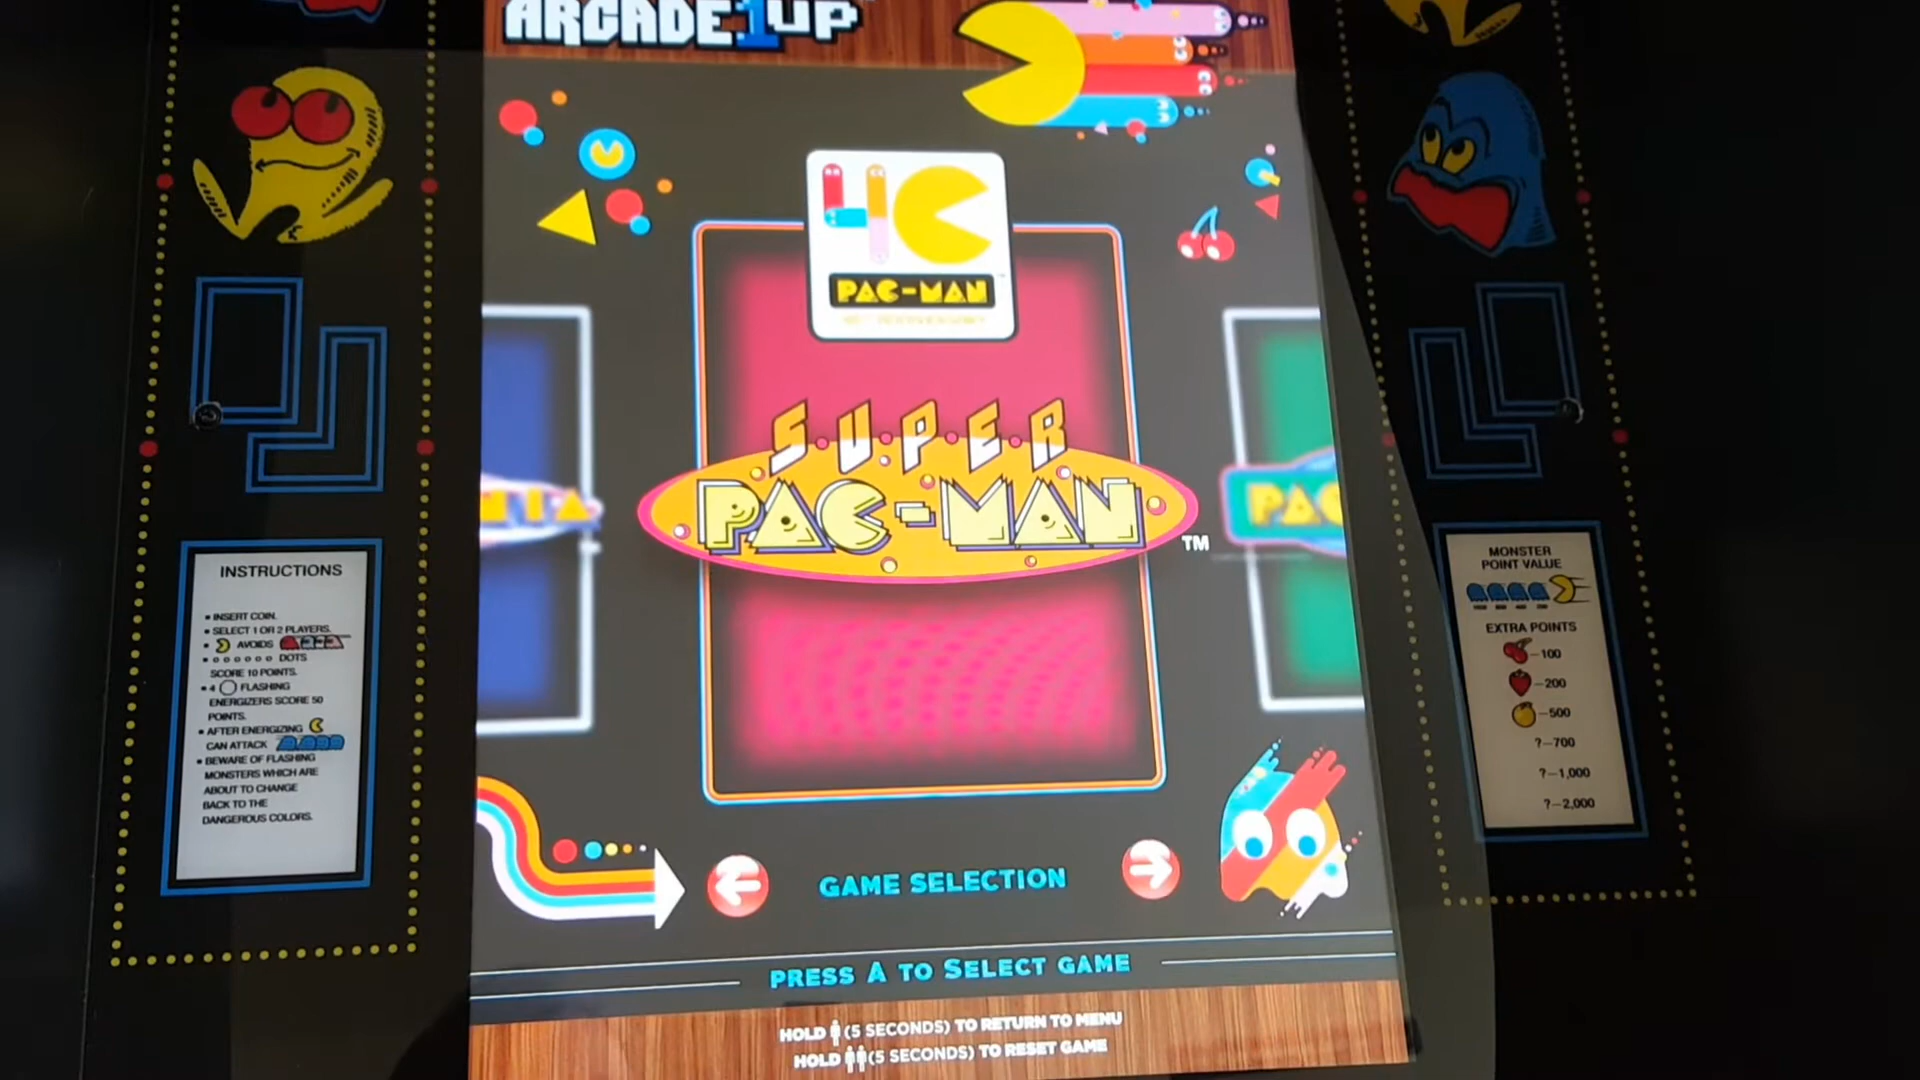 ARCADE1UP
PAC-MAN
SUPER
PAC-MAN
TM
NIA
PAC
INSTRUCTIONS
▪ INSERT COIN.
▪ SELECT 1 OR 2 PLAYERS.
▪ AVOIDS
▪ DOTS
SCORE 10 POINTS.
▪ 4 FLASHING
ENERGIZERS SCORE 50
POINTS.
▪ AFTER ENERGIZING
CAN ATTACK
▪ BEWARE OF FLASHING
MONSTERS WHICH ARE
ABOUT TO CHANGE
BACK TO THE
DANGEROUS COLORS.
MONSTER
POINT VALUE
EXTRA POINTS
—100
—200
—500
?—700
?—1,000
?—2,000
GAME SELECTION
PRESS A TO SELECT GAME
HOLD (5 SECONDS) TO RETURN TO MENU
HOLD (5 SECONDS) TO RESET GAME